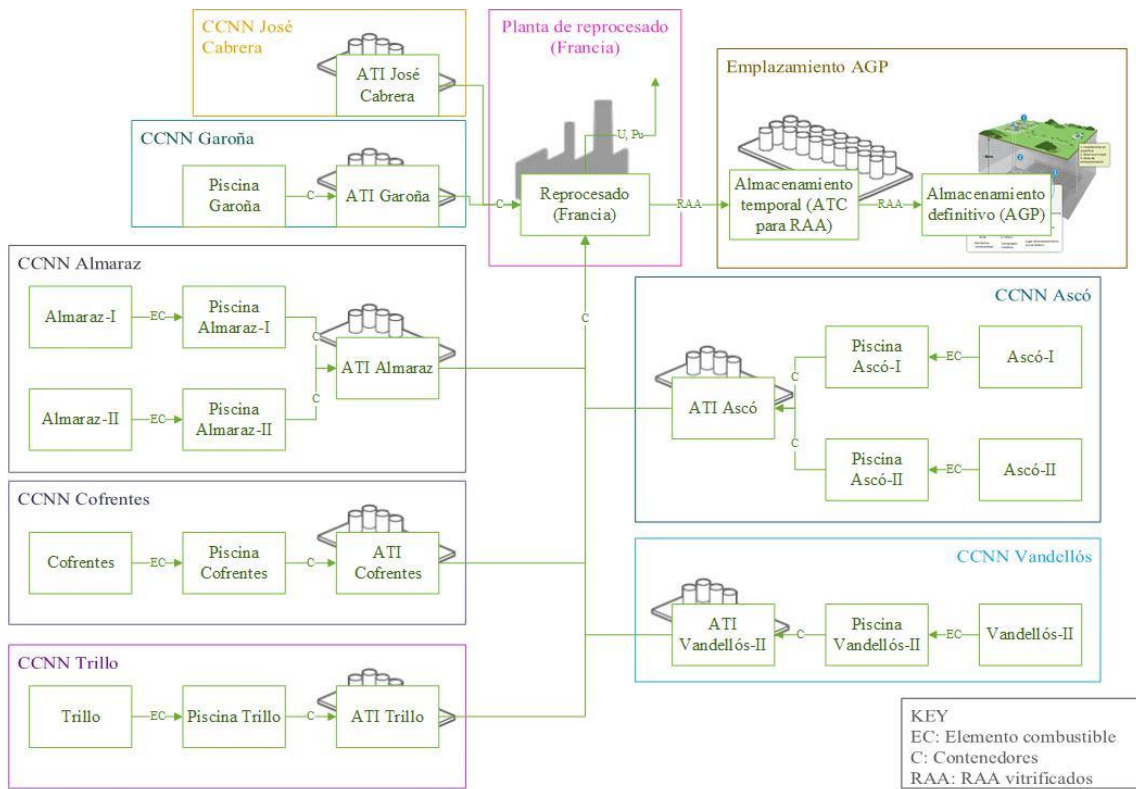 CCNN José
Cabrera
ATI José
Cabrera
CCNN Garoña
Piscina
Garoña
C
ATI Garoña
Planta de reprocesado
(Francia)
U, Pu
C
Reprocesado
(Francia)
RAA
Emplazamiento AGP
Almacenamiento
temporal (ATC
para RAA)
RAA
Almacenamiento
definitivo (AGP)
1
2
3
C
CCNN Almaraz
Almaraz-I
EC
Piscina
Almaraz-I
C
ATI Almaraz
C
Almaraz-II
EC
Piscina
Almaraz-II
CCNN Ascó
Piscina
Ascó-I
EC
Ascó-I
C
ATI Ascó
C
Piscina
Ascó-II
EC
Ascó-II
CCNN Cofrentes
Cofrentes
EC
Piscina
Cofrentes
C
ATI
Cofrentes
CCNN Vandellós
ATI
Vandellós-II
C
Piscina
Vandellós-II
EC
Vandellós-II
CCNN Trillo
Trillo
EC
Piscina Trillo
C
ATI Trillo
KEY
EC: Elemento combustible
C: Contenedores
RAA: RAA vitrificados